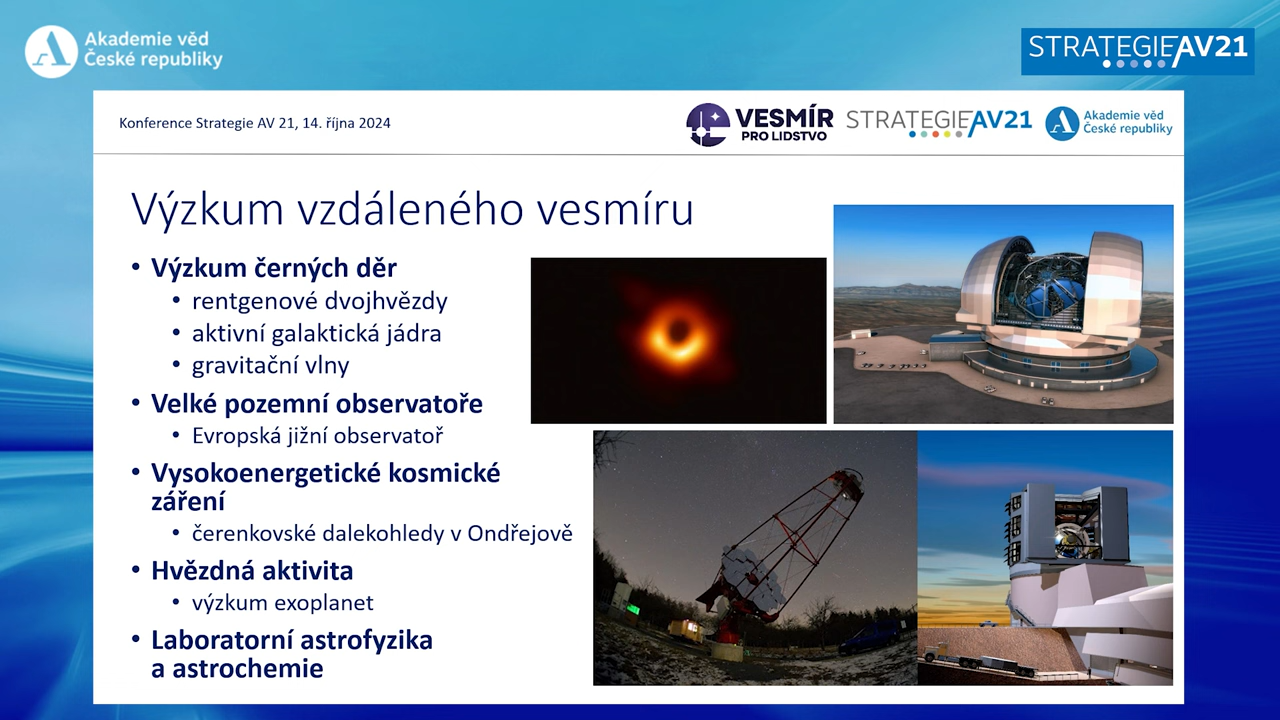 Akademie věd
České republiky
STRATEGIE AV21
Konference Strategie AV 21, 14. října 2024
VESMÍR
PRO LIDSTVO
STRATEGIE AV21
Akademie věd
České republiky
Výzkum vzdáleného vesmíru
• Výzkum černých děr
• rentgenové dvojhvězdy
• aktivní galaktická jádra
• gravitační vlny
• Velké pozemní observatoře
• Evropská jižní observatoř
• Vysokoenergetické kosmické
záření
• čerenkovské dalekohledy v Ondřejově
• Hvězdná aktivita
• výzkum exoplanet
• Laboratorní astrofyzika
a astrochemie